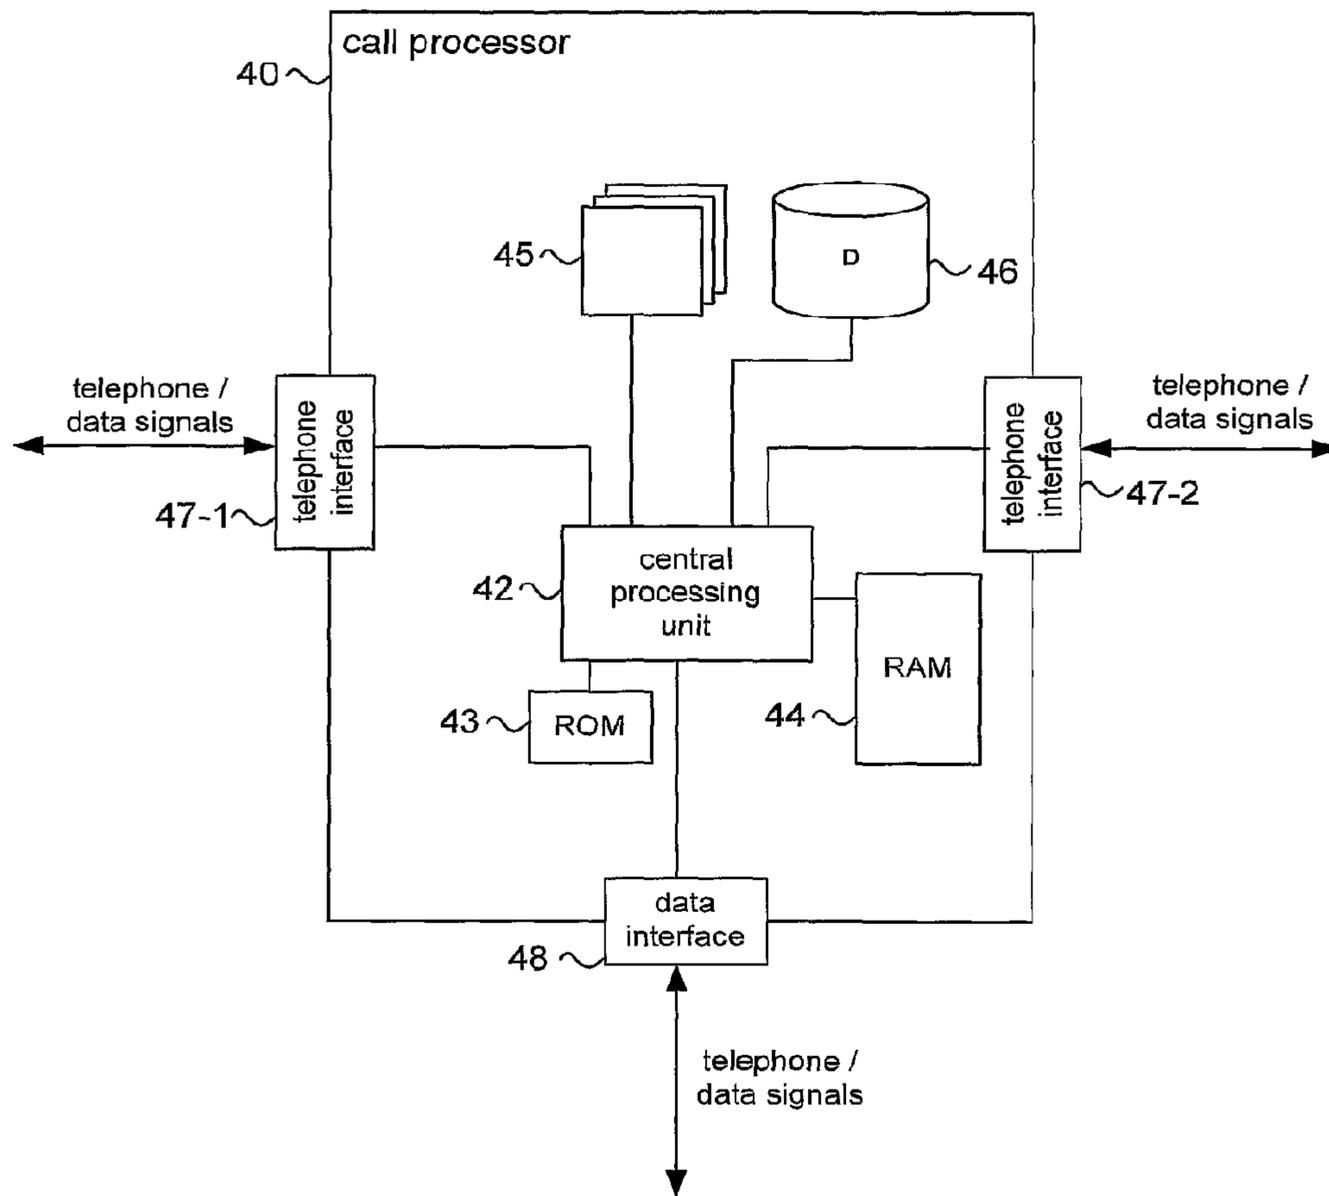 call processor
40
45
D
46
telephone /
data signals
telephone
interface
47-1
telephone /
data signals
telephone
interface
47-2
central
processing
unit
42
RAM
44
43
ROM
data
interface
48
telephone /
data signals